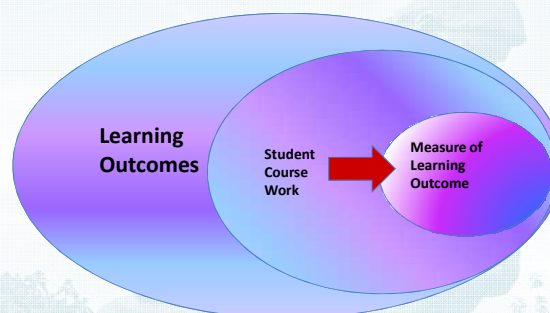 Learning
Outcomes
Student
Course
Work
Measure of
Learning
Outcome